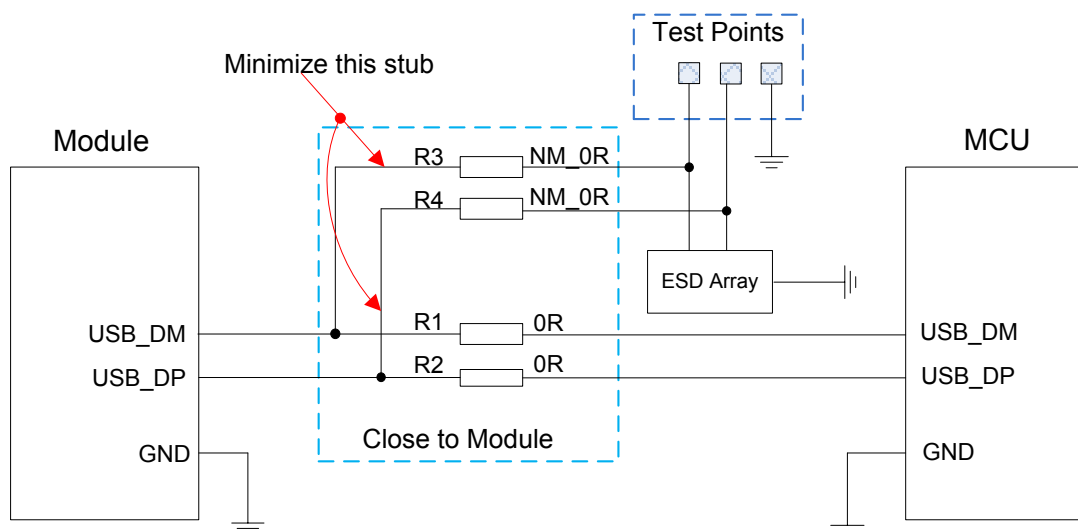 Test Points
Minimize this stub
Module
MCU
R3
NM_0R
R4
NM_0R
ESD Array
USB_DM
R1
0R
USB_DM
USB_DP
R2
0R
USB_DP
Close to Module
GND
GND